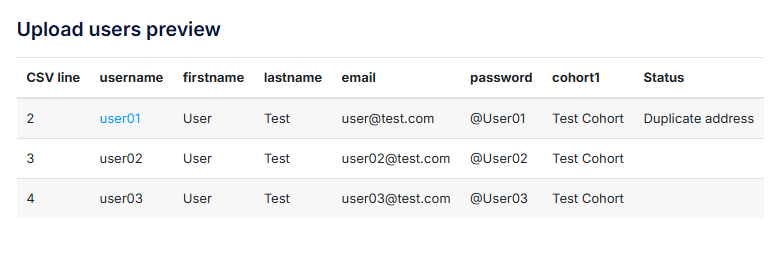 Upload users preview
CSV line username firstname lastname email password cohort1 Status
2 user01 User Test user@test.com @User01 Test Cohort Duplicate address
3 user02 User Test user02@test.com @User02 Test Cohort
4 user03 User Test user03@test.com @User03 Test Cohort